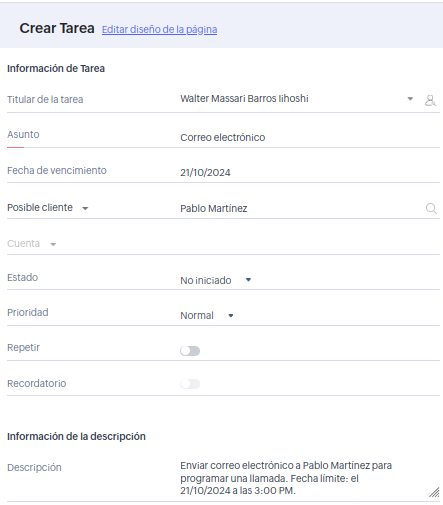 Crear Tarea Editar diseño de la página
Información de Tarea
Titular de la tarea Walter Massari Barros Iihoshi
Asunto Correo electrónico
Fecha de vencimiento 21/10/2024
Posible cliente Pablo Martínez
Cuenta
Estado No iniciado
Prioridad Normal
Repetir
Recordatorio
Información de la descripción
Descripción Enviar correo electrónico a Pablo Martínez para
programar una llamada. Fecha límite: el
21/10/2024 a las 3:00 PM.